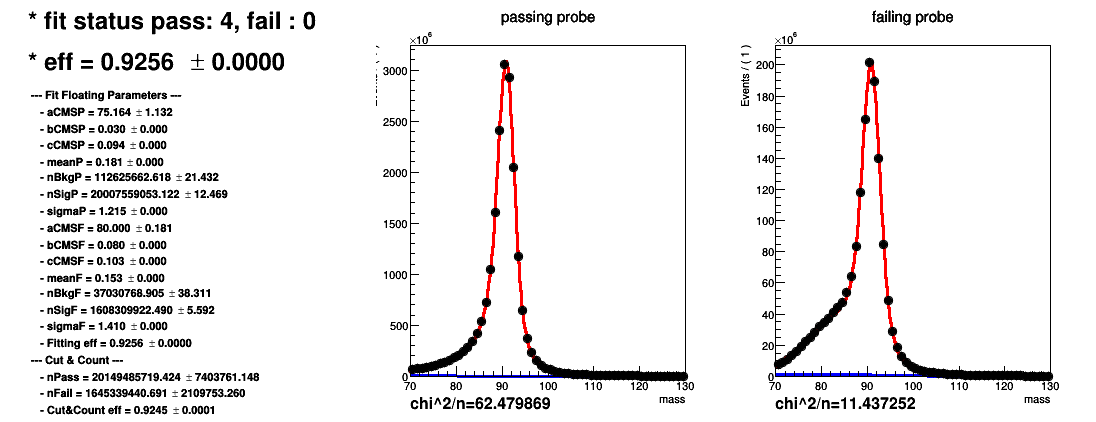 * fit status pass: 4, fail : 0
* eff = 0.9256 ± 0.0000
--- Fit Floating Parameters ---
- aCMSP = 75.164 ± 1.132
- bCMSP = 0.030 ± 0.000
- cCMSP = 0.094 ± 0.000
- meanP = 0.181 ± 0.000
- nBkgP = 112625662.618 ± 21.432
- nSigP = 20007559053.122 ± 12.469
- sigmaP = 1.215 ± 0.000
- aCMSF = 80.000 ± 0.181
- bCMSF = 0.080 ± 0.000
- cCMSF = 0.103 ± 0.000
- meanF = 0.153 ± 0.000
- nBkgF = 37030768.905 ± 38.311
- nSigF = 1608309922.490 ± 5.592
- sigmaF = 1.410 ± 0.000
- Fitting eff = 0.9256 ± 0.0000
--- Cut & Count ---
- nPass = 20149485719.424 ± 7403761.148
- nFail = 1645339440.691 ± 2109753.260
- Cut&Count eff = 0.9245 ± 0.0001
passing probe
×10^6
3000
2500
2000
1500
1000
500
0
70 80 90 100 110 120 130
mass
chi^2/n=62.479869
failing probe
×10^6
Events / ( 1 )
200
180
160
140
120
100
80
60
40
20
0
70 80 90 100 110 120 130
mass
chi^2/n=11.437252